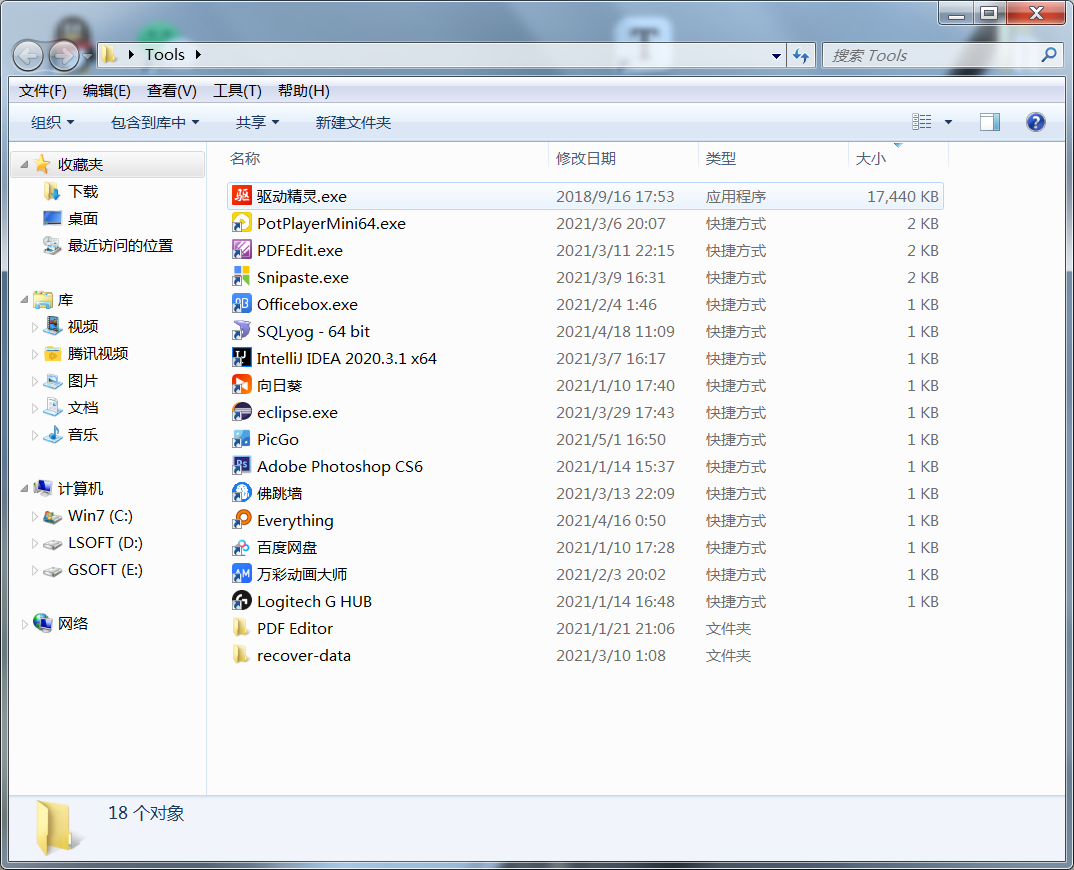 Tools
搜索 Tools
文件(F) 编辑(E) 查看(V) 工具(T) 帮助(H)
组织 包含到库中 共享 新建文件夹
收藏夹
下载
桌面
最近访问的位置
库
视频
腾讯视频
图片
文档
音乐
计算机
Win7 (C:)
LSOFT (D:)
GSOFT (E:)
网络
名称 修改日期 类型 大小
驱动精灵.exe 2018/9/16 17:53 应用程序 17,440 KB
PotPlayerMini64.exe 2021/3/6 20:07 快捷方式 2 KB
PDFEdit.exe 2021/3/11 22:15 快捷方式 2 KB
Snipaste.exe 2021/3/9 16:31 快捷方式 2 KB
Officebox.exe 2021/2/4 1:46 快捷方式 1 KB
SQLyog - 64 bit 2021/4/18 11:09 快捷方式 1 KB
IntelliJ IDEA 2020.3.1 x64 2021/3/7 16:17 快捷方式 1 KB
向日葵 2021/1/10 17:40 快捷方式 1 KB
eclipse.exe 2021/3/29 17:43 快捷方式 1 KB
PicGo 2021/5/1 16:50 快捷方式 1 KB
Adobe Photoshop CS6 2021/1/14 15:37 快捷方式 1 KB
佛跳墙 2021/3/13 22:09 快捷方式 1 KB
Everything 2021/4/16 0:50 快捷方式 1 KB
百度网盘 2021/1/10 17:28 快捷方式 1 KB
万彩动画大师 2021/2/3 20:02 快捷方式 1 KB
Logitech G HUB 2021/1/14 16:48 快捷方式 1 KB
PDF Editor 2021/1/21 21:06 文件夹
recover-data 2021/3/10 1:08 文件夹
18 个对象